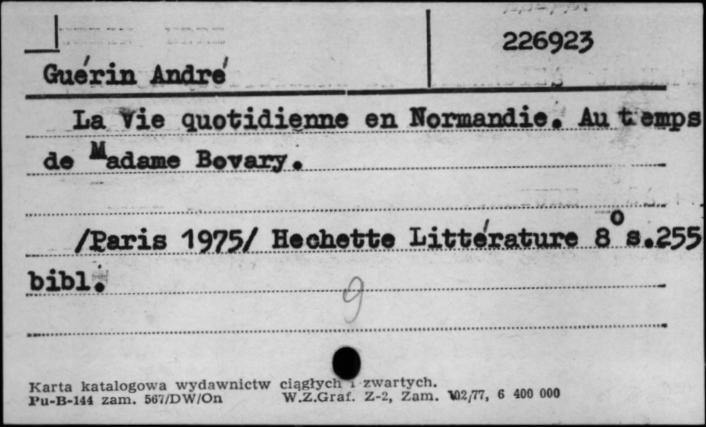 226923
Guérin André
La Vie quotidienne en Normandie. Au temps
de Madame Bovary.
/Paris 1975/ Hechette Littérature 8° s.255
bibl.
9
Karta katalogowa wydawnictw ciągłych i zwartych.
Pu-B-144 zam. 567/DW/On W.Z.Graf. Z-2, Zam. 102/77, 6 400 000